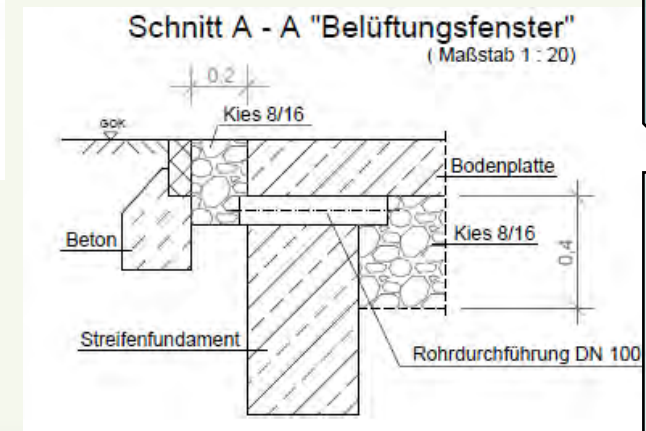 Schnitt A - A "Belüftungsfenster"
( Maßstab 1 : 20)
0,2
Kies 8/16
GOK
Bodenplatte
Beton
Kies 8/16
0,4
Streifenfundament
Rohrdurchführung DN 100